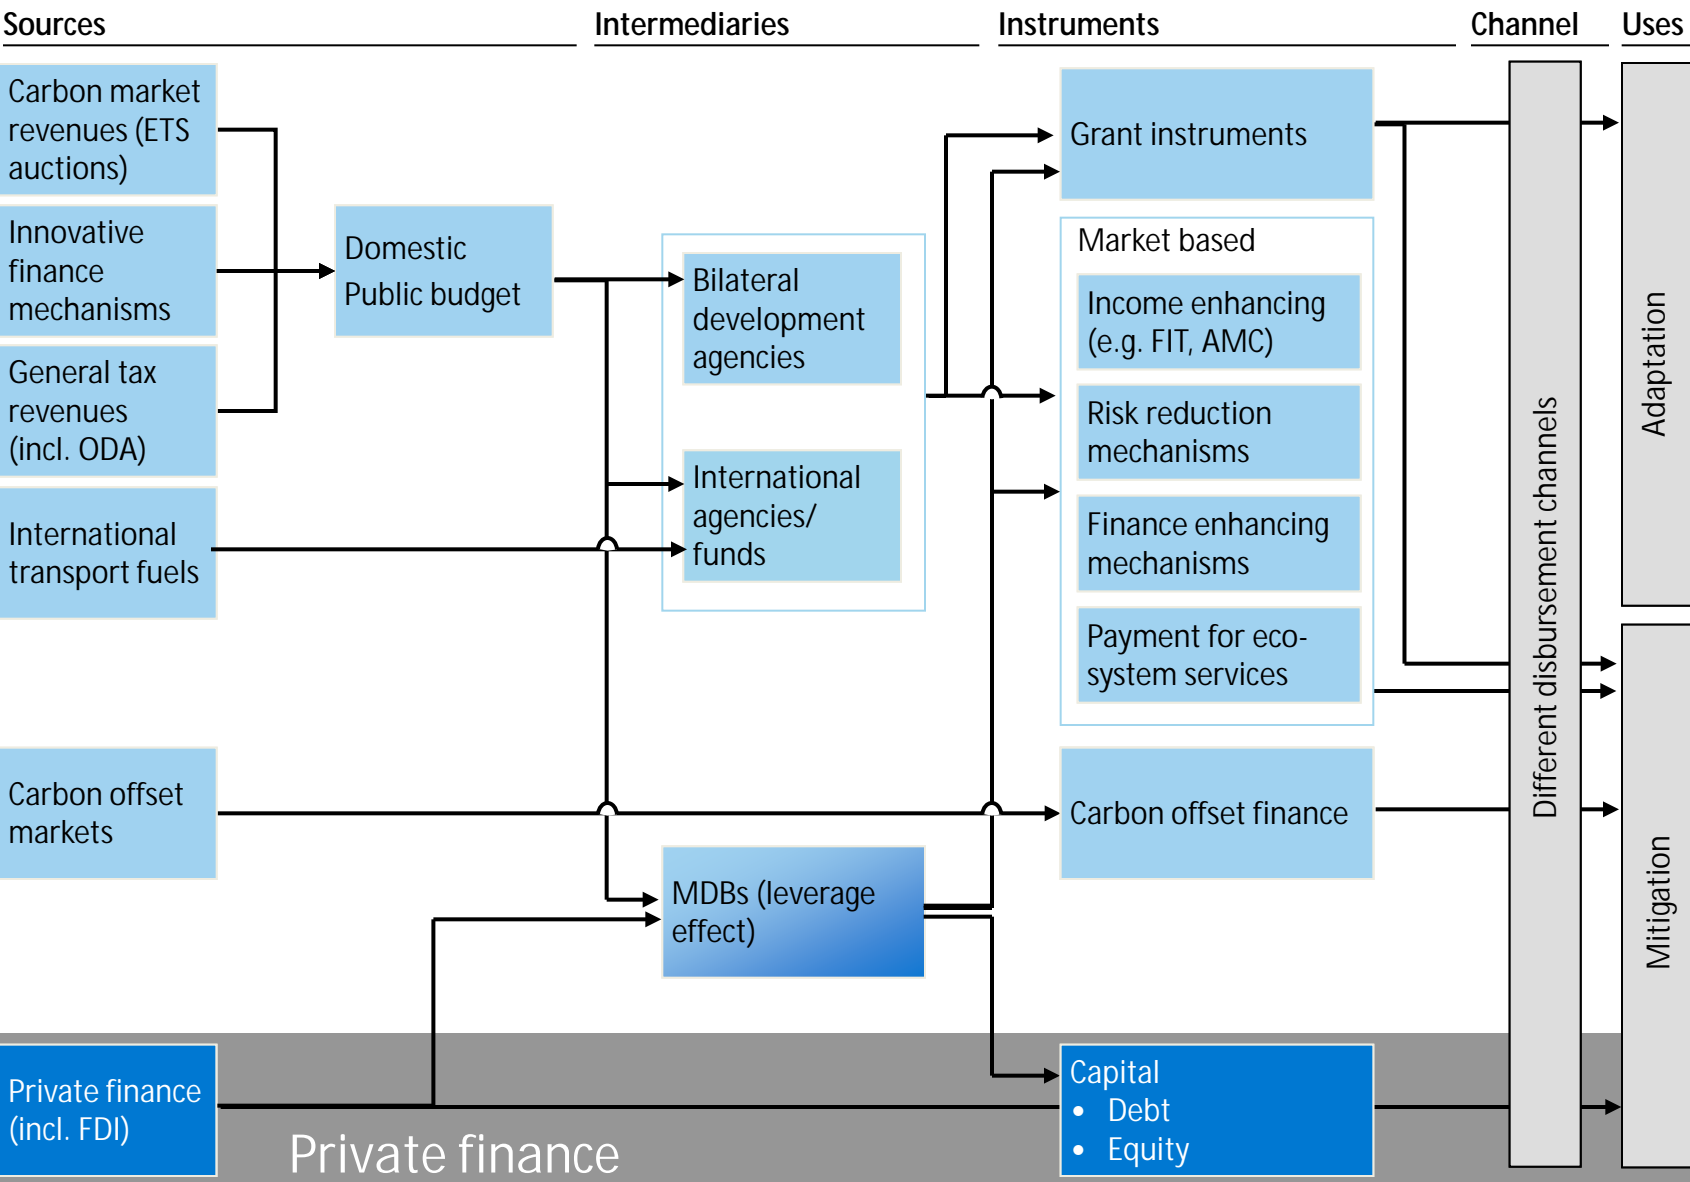 Sources
Intermediaries
Instruments
Channel
Uses
Carbon market
revenues (ETS
auctions)
Innovative
finance
mechanisms
General tax
revenues
(incl. ODA)
International
transport fuels
Carbon offset
markets
Private finance
(incl. FDI)
Domestic
Public budget
Bilateral
development
agencies
International
agencies/
funds
MDBs (leverage
effect)
Private finance
Grant instruments
Market based
Income enhancing
(e.g. FIT, AMC)
Risk reduction
mechanisms
Finance enhancing
mechanisms
Payment for eco-
system services
Carbon offset finance
Capital
• Debt
• Equity
Different disbursement channels
Adaptation
Mitigation